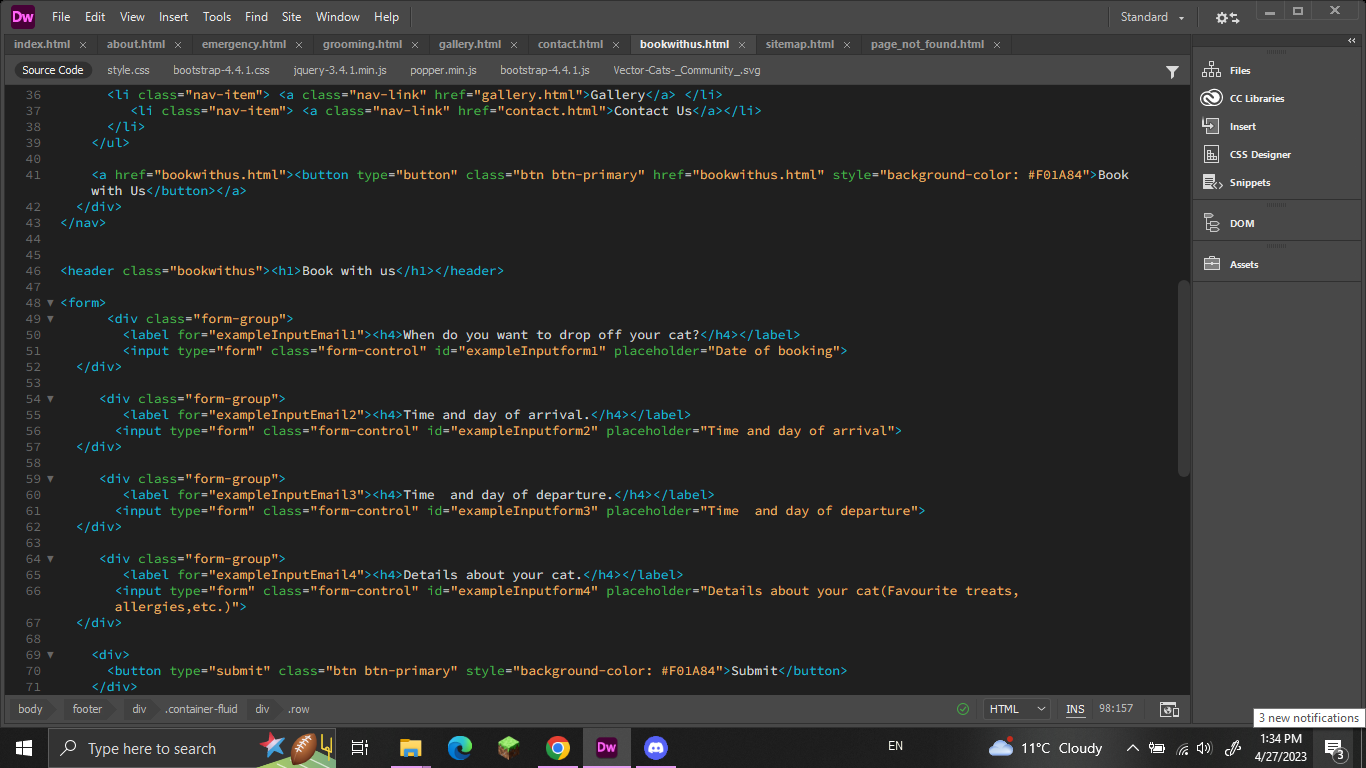 Dw File Edit View Insert Tools Find Site Window Help Standard
index.html × about.html × emergency.html × grooming.html × gallery.html × contact.html × bookwithus.html × sitemap.html × page_not_found.html ×
Source Code style.css bootstrap-4.4.1.css jquery-3.4.1.min.js popper.min.js bootstrap-4.4.1.js Vector-Cats-_Community_.svg
36 <li class="nav-item"> <a class="nav-link" href="gallery.html">Gallery</a> </li>
37 <li class="nav-item"> <a class="nav-link" href="contact.html">Contact Us</a></li>
38 </li>
39 </ul>
40
41 <a href="bookwithus.html"><button type="button" class="btn btn-primary" href="bookwithus.html" style="background-color: #F01A84">Book
with Us</button></a>
42 </div>
43 </nav>
44
45
46 <header class="bookwithus"><h1>Book with us</h1></header>
47
48 <form>
49 <div class="form-group">
50 <label for="exampleInputEmail1"><h4>When do you want to drop off your cat?</h4></label>
51 <input type="form" class="form-control" id="exampleInputform1" placeholder="Date of booking">
52 </div>
53
54 <div class="form-group">
55 <label for="exampleInputEmail2"><h4>Time and day of arrival.</h4></label>
56 <input type="form" class="form-control" id="exampleInputform2" placeholder="Time and day of arrival">
57 </div>
58
59 <div class="form-group">
60 <label for="exampleInputEmail3"><h4>Time  and day of departure.</h4></label>
61 <input type="form" class="form-control" id="exampleInputform3" placeholder="Time  and day of departure">
62 </div>
63
64 <div class="form-group">
65 <label for="exampleInputEmail4"><h4>Details about your cat.</h4></label>
66 <input type="form" class="form-control" id="exampleInputform4" placeholder="Details about your cat(Favourite treats,
allergies,etc.)">
67 </div>
68
69 <div>
70 <button type="submit" class="btn btn-primary" style="background-color: #F01A84">Submit</button>
71 </div>
Files
CC Libraries
Insert
CSS Designer
Snippets
DOM
Assets
body footer div .container-fluid div .row HTML INS 98:157
3 new notifications
Type here to search Dw EN 11°C Cloudy 1:34 PM
4/27/2023
3